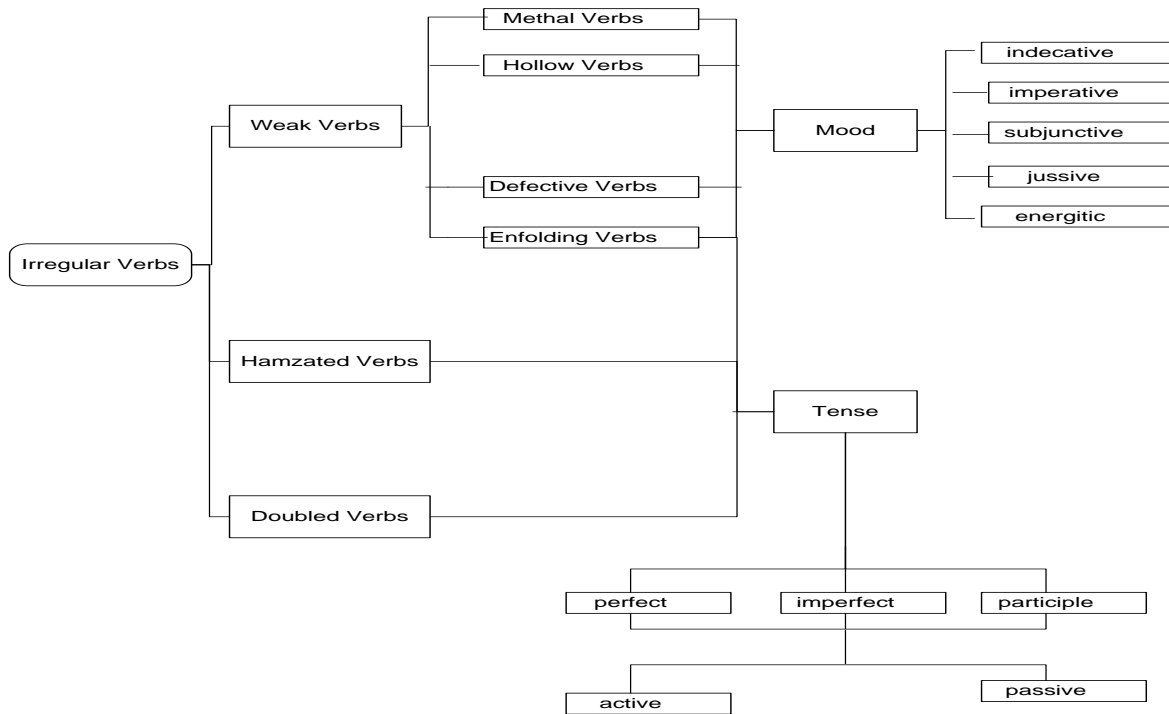 Methal Verbs
Hollow Verbs
Weak Verbs
Defective Verbs
Enfolding Verbs
Irregular Verbs
Hamzated Verbs
Doubled Verbs
Mood
indecative
imperative
subjunctive
jussive
energitic
Tense
perfect
imperfect
participle
active
passive